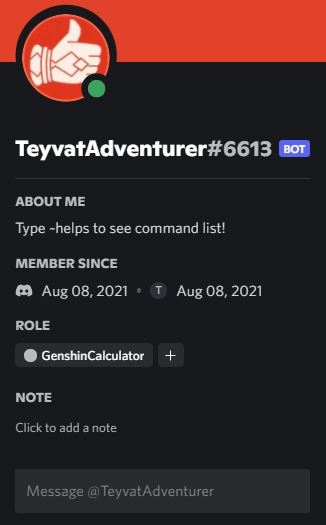 TeyvatAdventurer#6613 BOT
ABOUT ME
Type ~helps to see command list!
MEMBER SINCE
Aug 08, 2021 • T Aug 08, 2021
ROLE
GenshinCalculator +
NOTE
Click to add a note
Message @TeyvatAdventurer